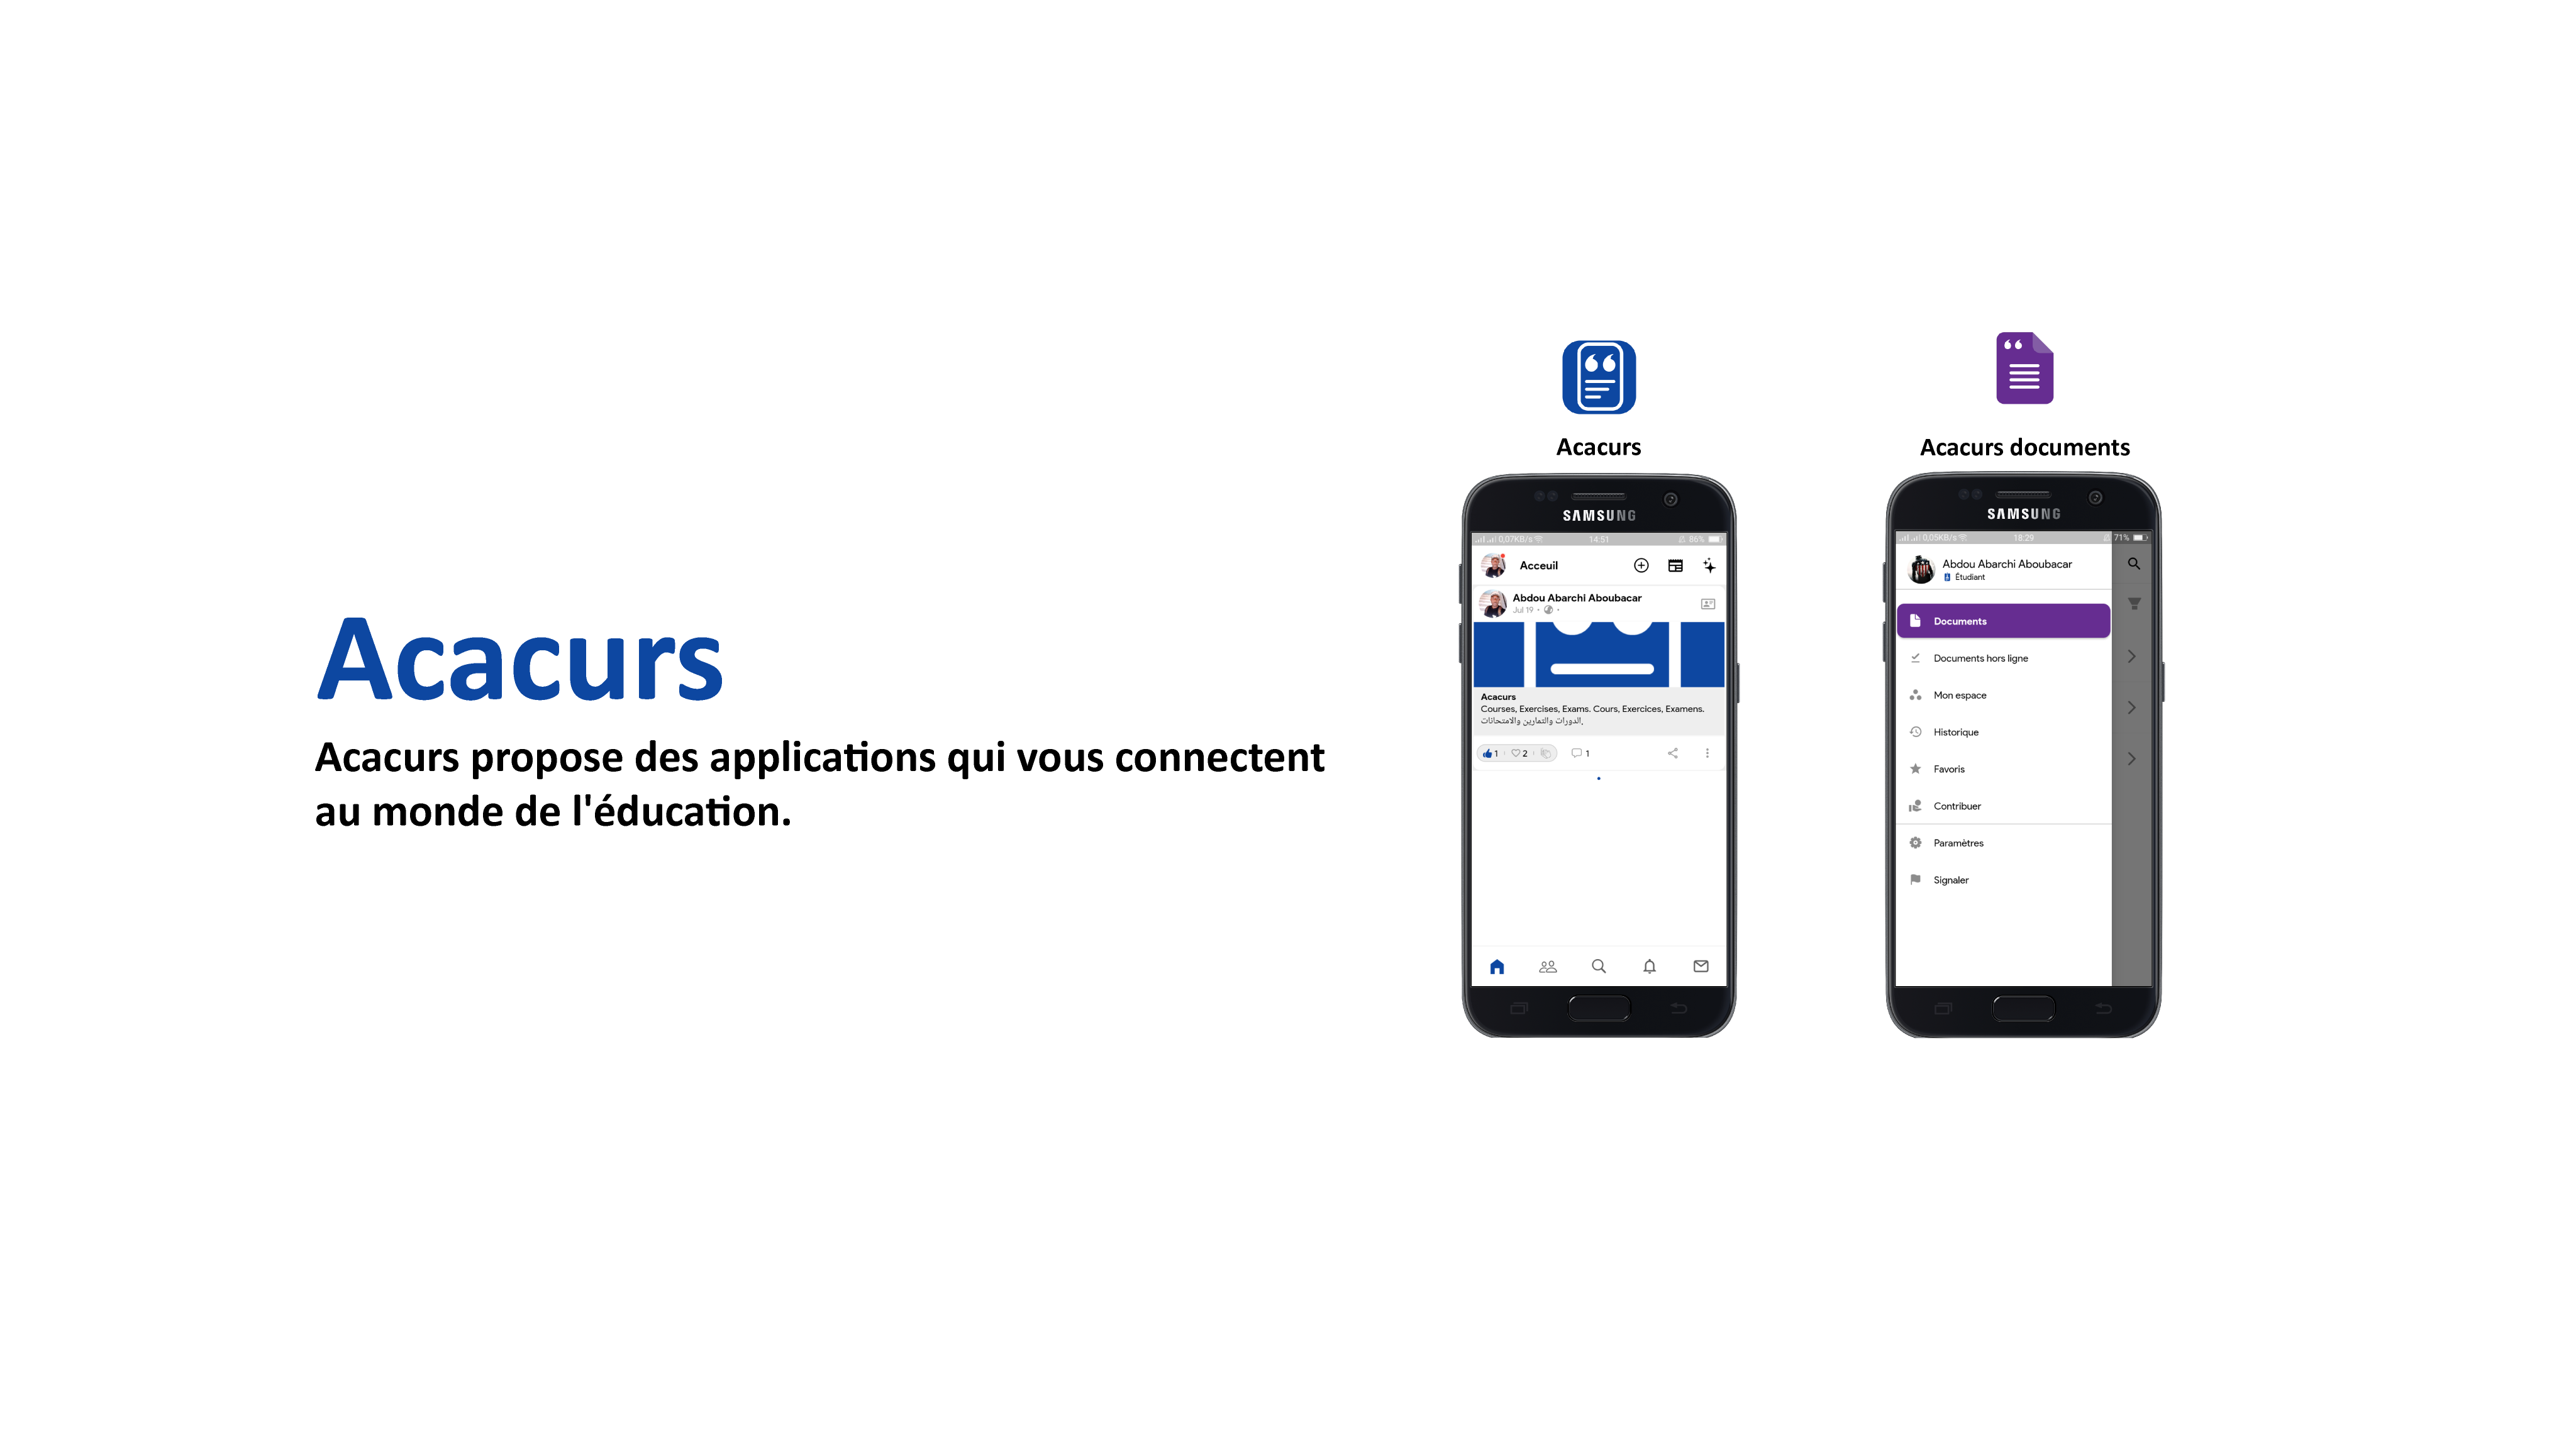 Acacurs
Acacurs propose des applications qui vous connectent
au monde de l'éducation.
Acacurs
SAMSUNG
0,07KB/s 14:51 86%
Acceuil
Abdou Abarchi Aboubacar
Jul 19
Acacurs
Courses, Exercises, Exams. Cours, Exercices, Examens.
الدورات والتمارين والامتحانات.
1 2 1
Acacurs documents
SAMSUNG
0,05KB/s 18:29 71%
Abdou Abarchi Aboubacar
Étudiant
Documents
Documents hors ligne
Mon espace
Historique
Favoris
Contribuer
Paramètres
Signaler